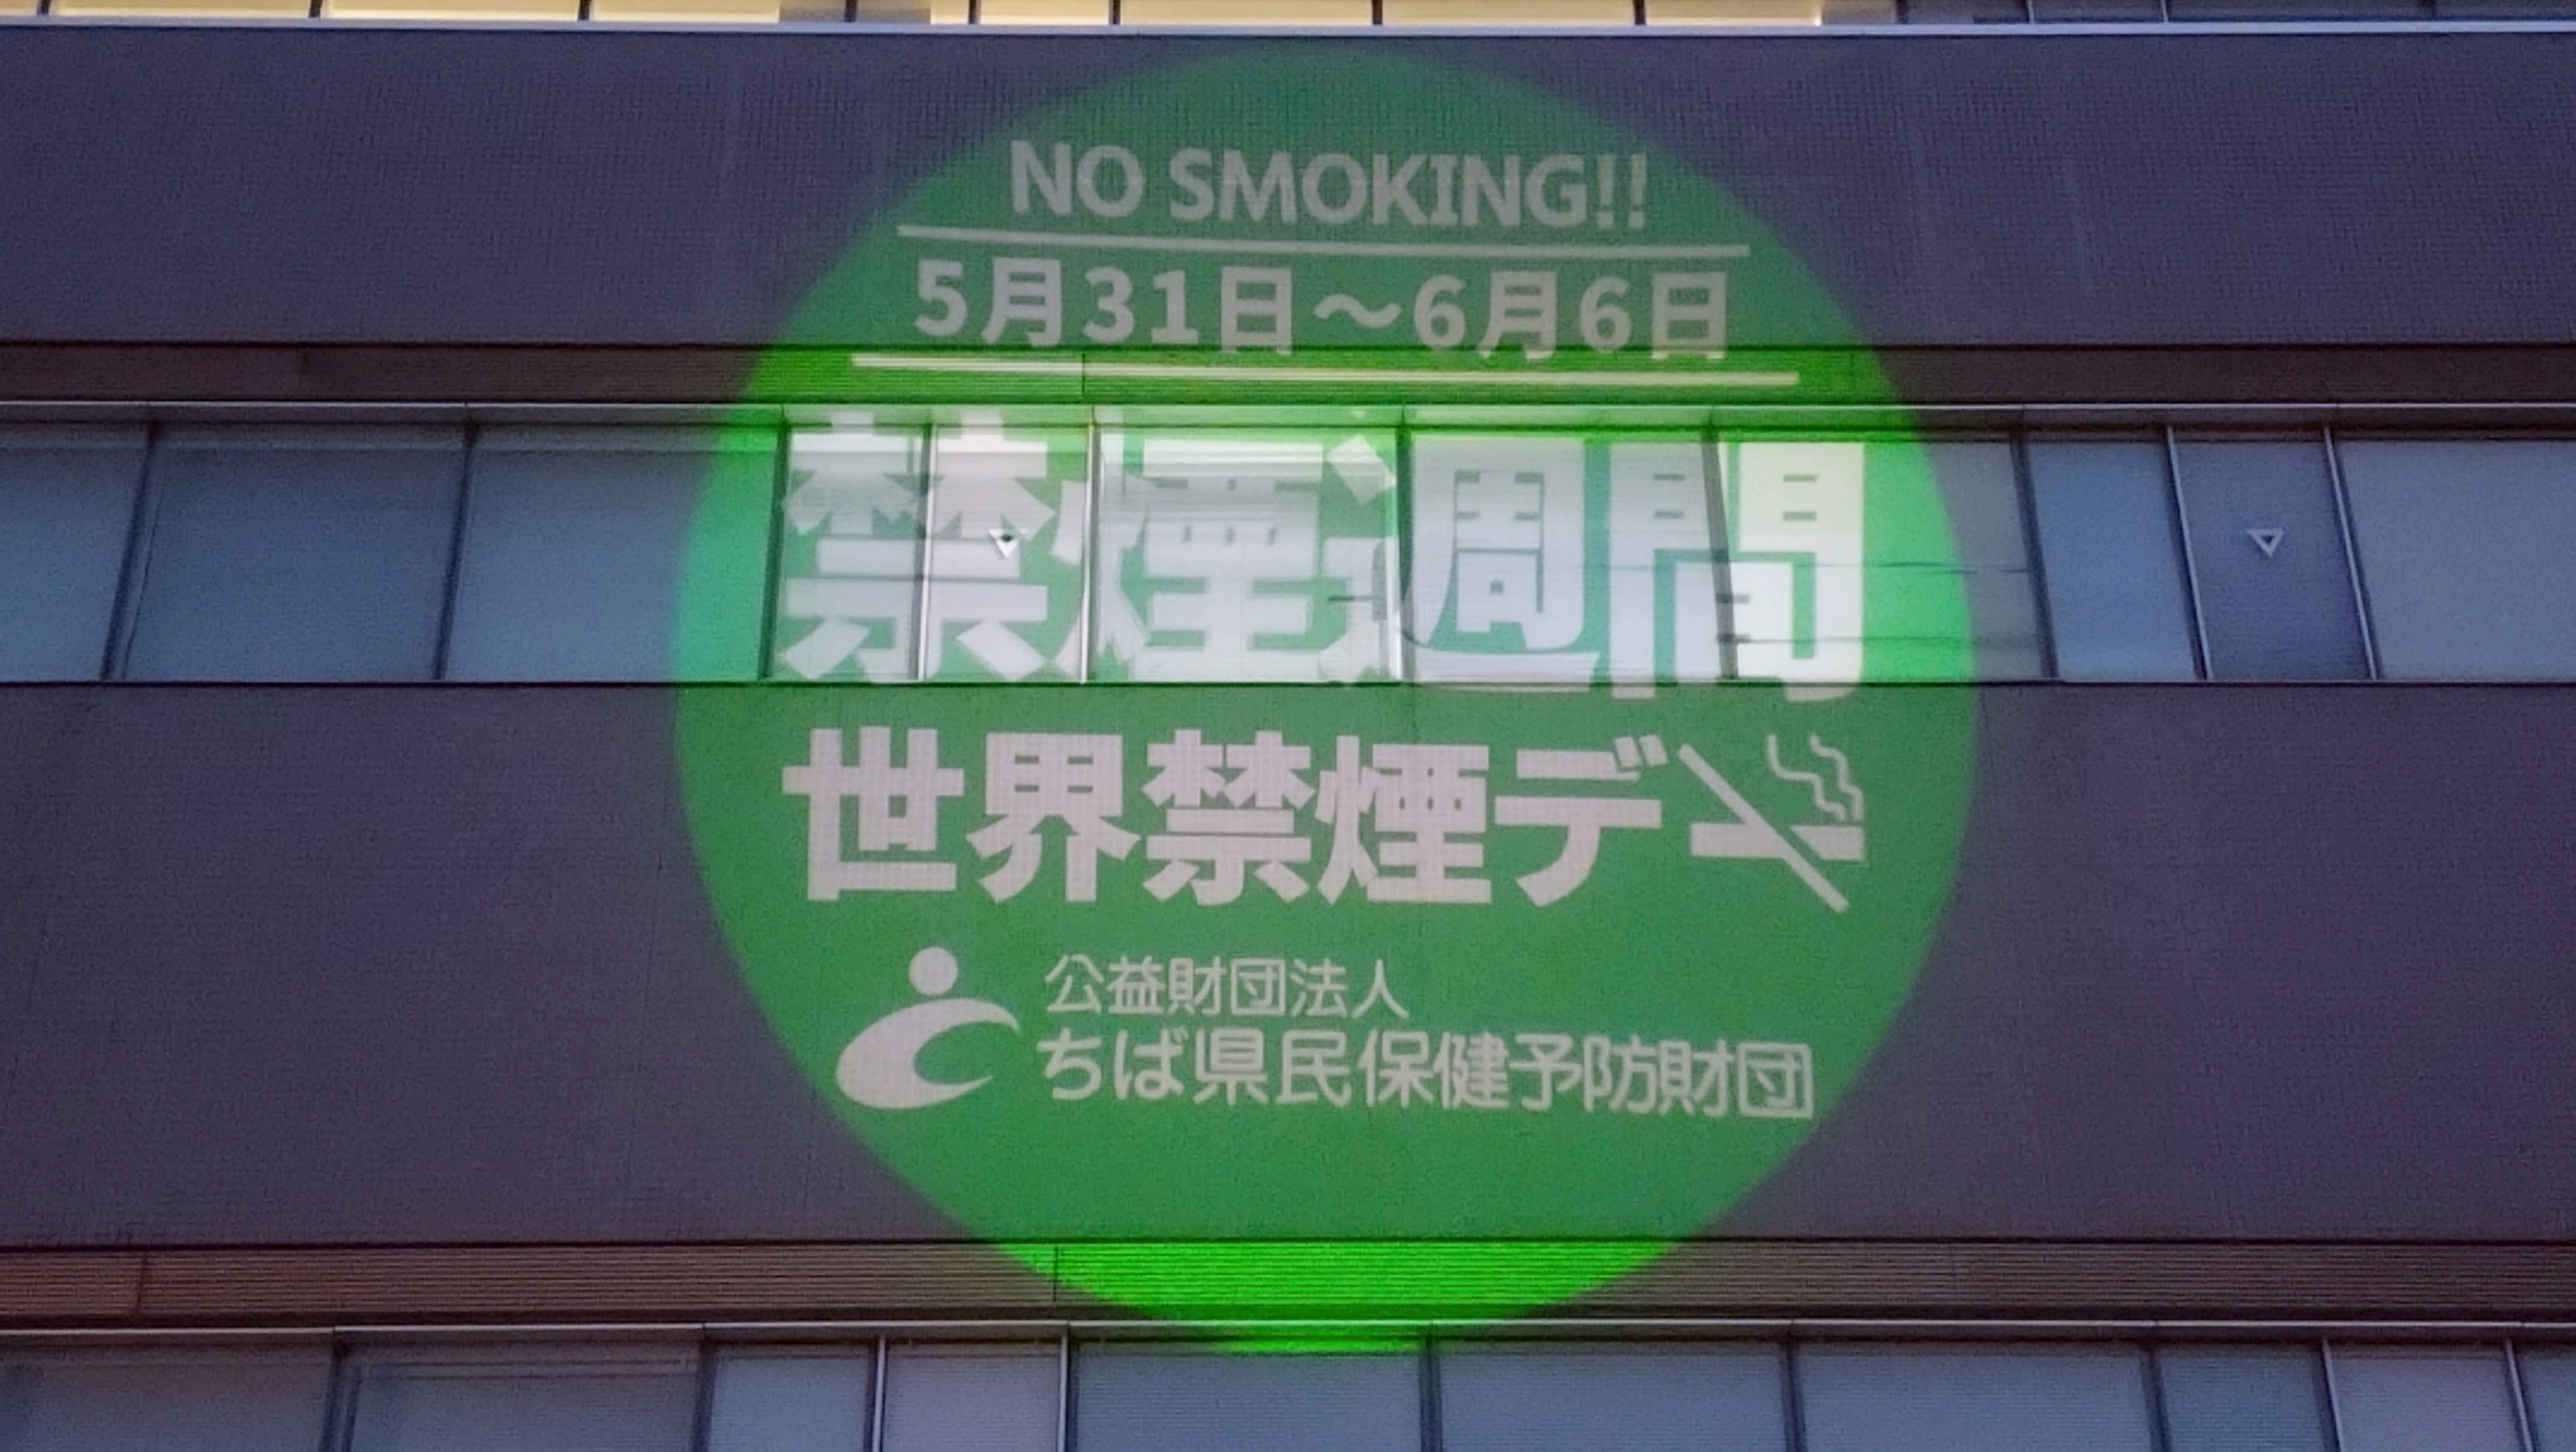 NO SMOKING!!
5月31日～6月6日
禁煙週間
世界禁煙デー
公益財団法人
ちば県民保健予防財団